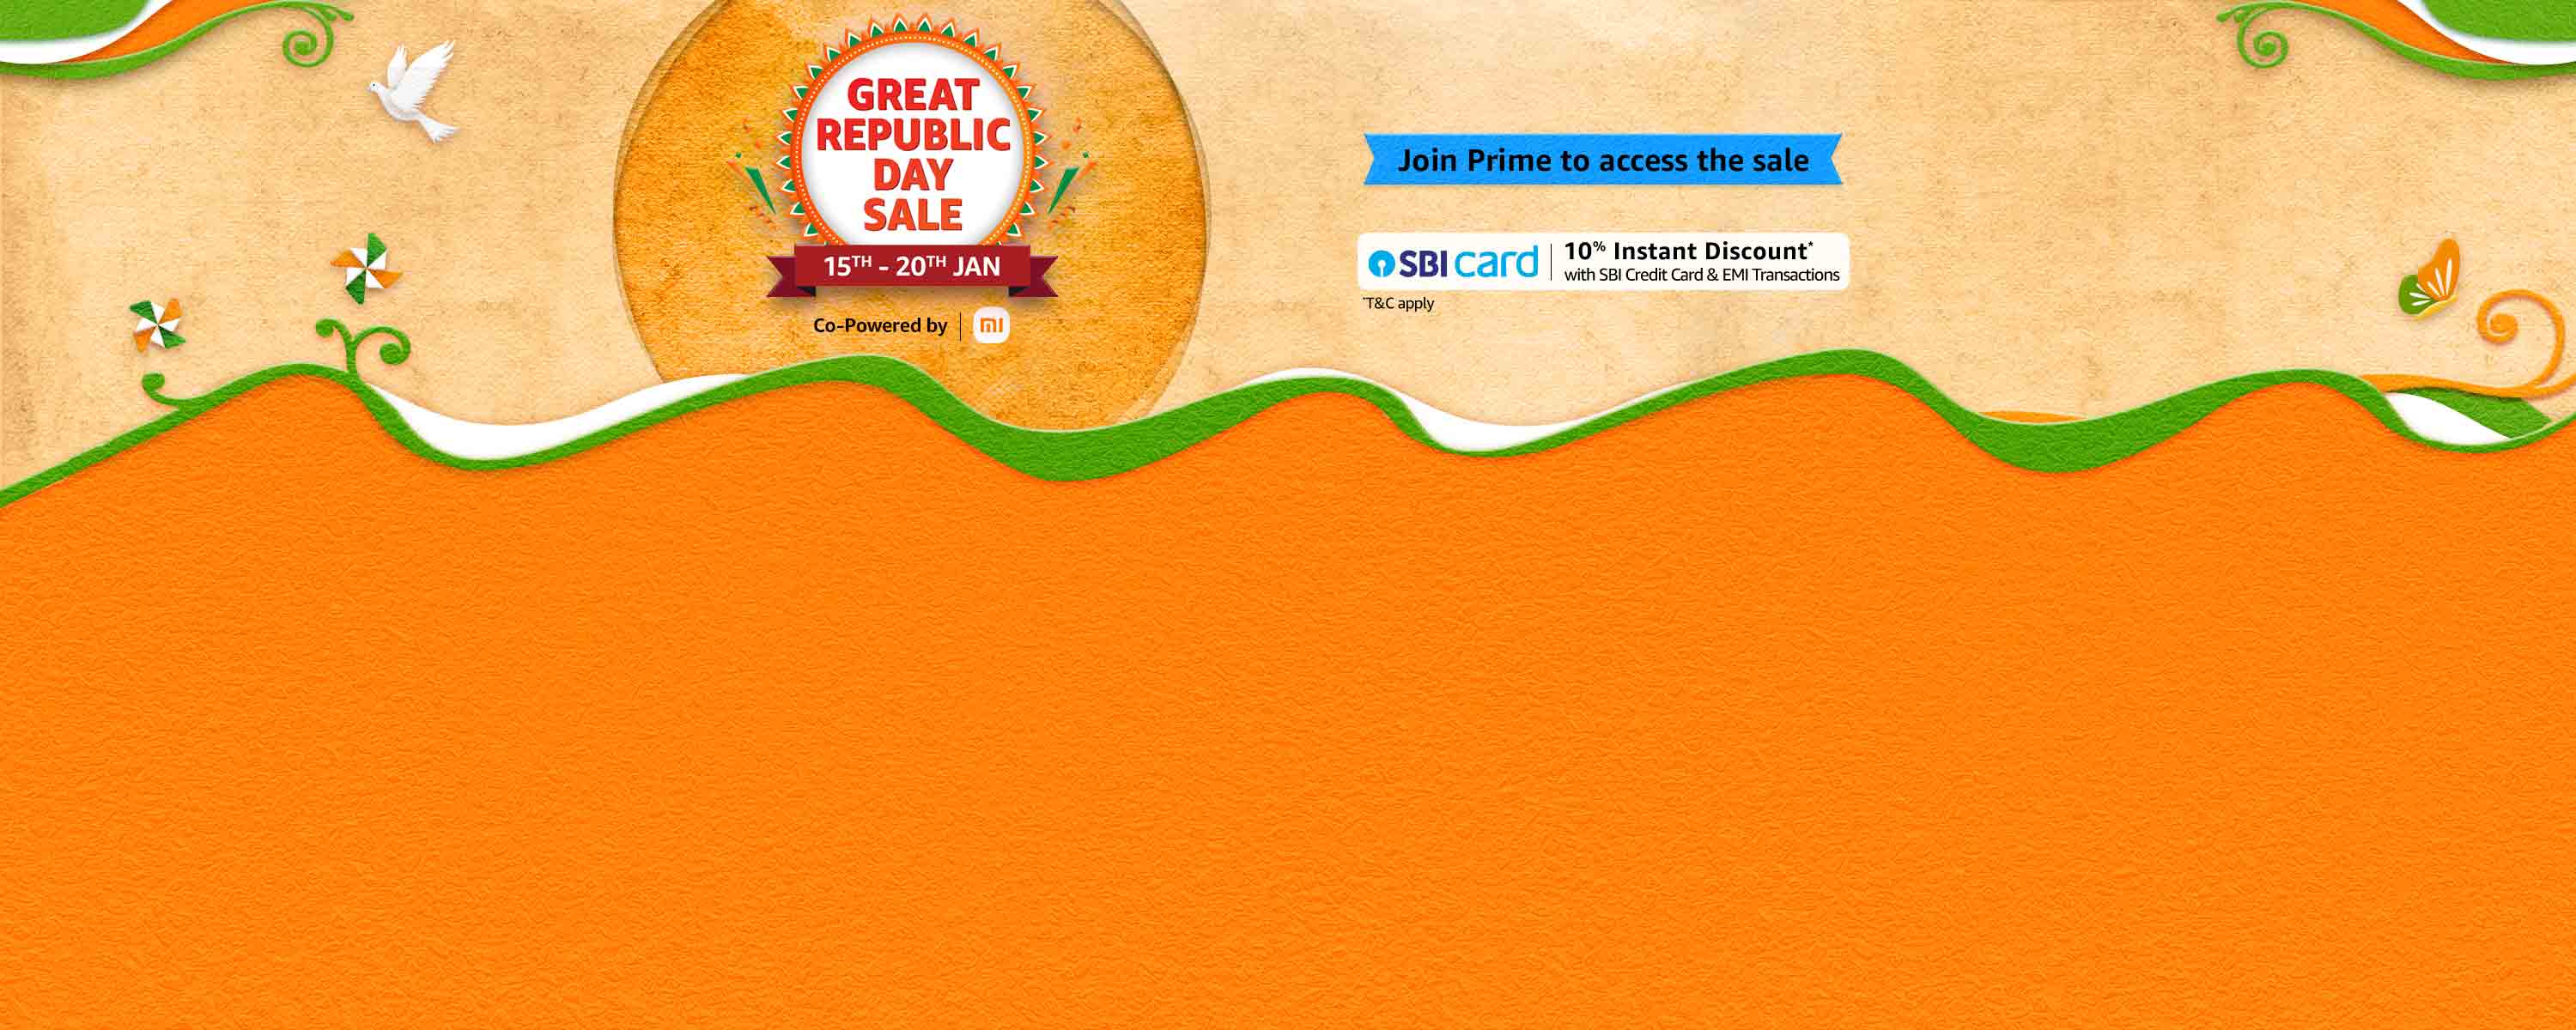 GREAT
REPUBLIC
DAY
SALE
15TH - 20TH JAN
Co-Powered by
mi
Join Prime to access the sale
SBI card
10% Instant Discount*
with SBI Credit Card & EMI Transactions
*T&C apply